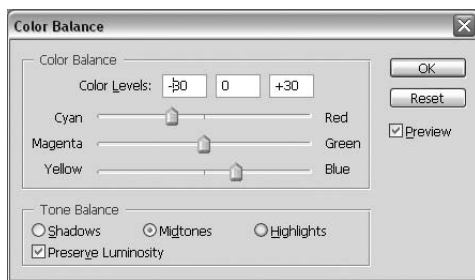 Color Balance
Color Balance
Color Levels: -30 0 +30
Cyan Red
Magenta Green
Yellow Blue
Tone Balance
Shadows Midtones Highlights
Preserve Luminosity
OK
Reset
Preview